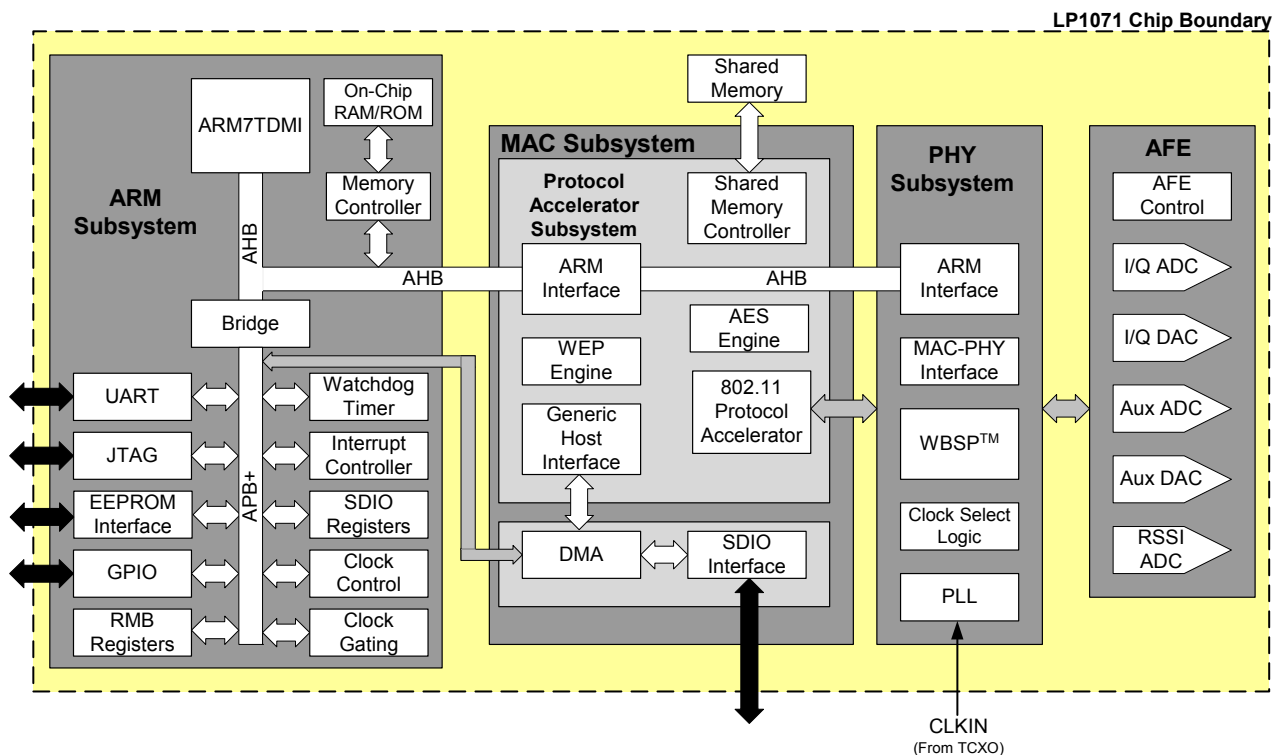 LP1071 Chip Boundary
ARM
Subsystem
ARM7TDMI
On-Chip
RAM/ROM
Memory
Controller
AHB
AHB
Bridge
APB+
UART
JTAG
EEPROM
Interface
GPIO
RMB
Registers
Watchdog
Timer
Interrupt
Controller
SDIO
Registers
Clock
Control
Clock
Gating
Shared
Memory
MAC Subsystem
Protocol
Accelerator
Subsystem
Shared
Memory
Controller
ARM
Interface
AHB
AES
Engine
WEP
Engine
802.11
Protocol
Accelerator
Generic
Host
Interface
DMA
SDIO
Interface
PHY
Subsystem
ARM
Interface
MAC-PHY
Interface
WBSP™
Clock Select
Logic
PLL
CLKIN
(From TCXO)
AFE
AFE
Control
I/Q ADC
I/Q DAC
Aux ADC
Aux DAC
RSSI
ADC